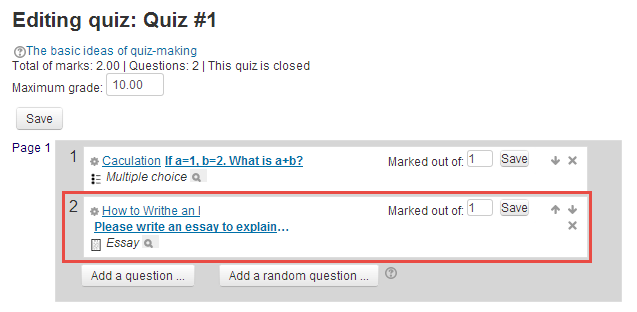 Editing quiz: Quiz #1
The basic ideas of quiz-making
Total of marks: 2.00 | Questions: 2 | This quiz is closed
Maximum grade: 10.00
Save
Page 1
1 Caculation If a=1, b=2. What is a+b? Marked out of: 1 Save
Multiple choice
2 How to Writhe an I Marked out of: 1 Save
Please write an essay to explain...
Essay
Add a question ... Add a random question ...